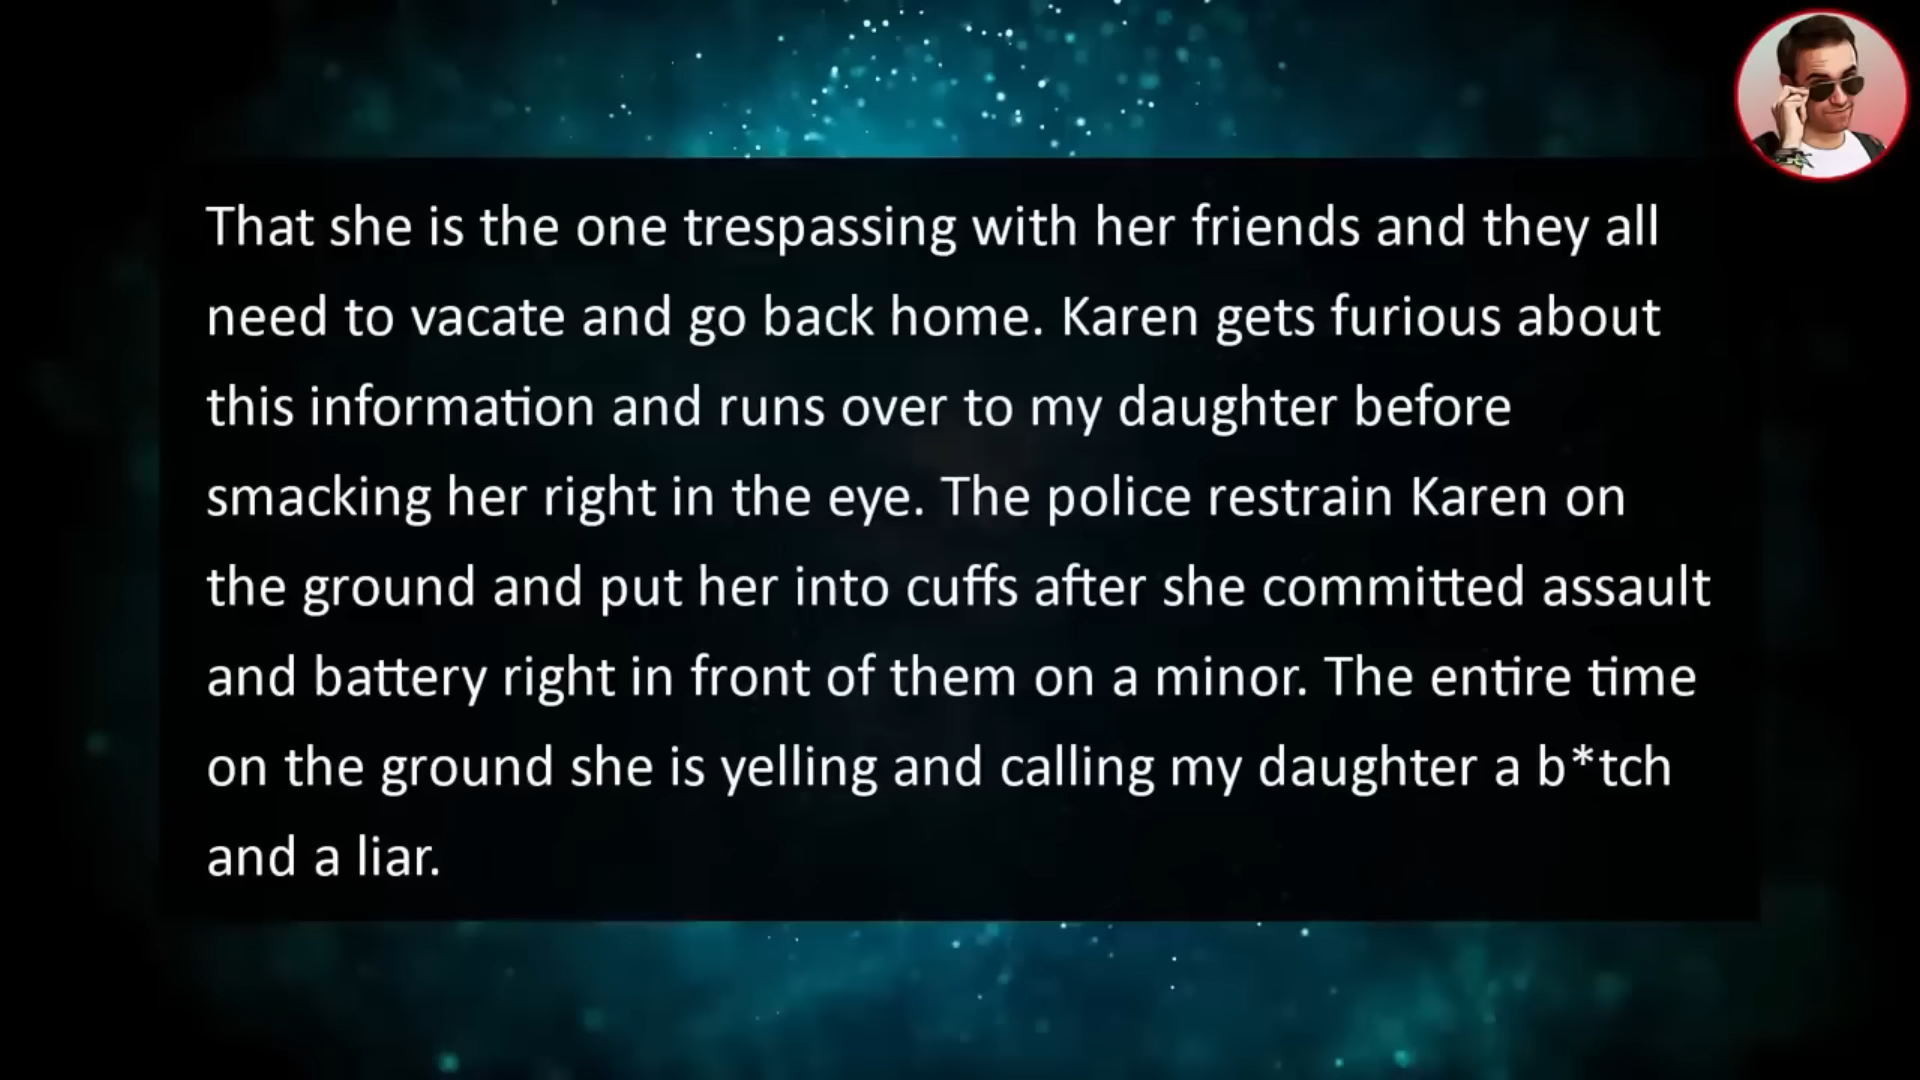 That she is the one trespassing with her friends and they all
need to vacate and go back home. Karen gets furious about
this information and runs over to my daughter before
smacking her right in the eye. The police restrain Karen on
the ground and put her into cuffs after she committed assault
and battery right in front of them on a minor. The entire time
on the ground she is yelling and calling my daughter a b*tch
and a liar.